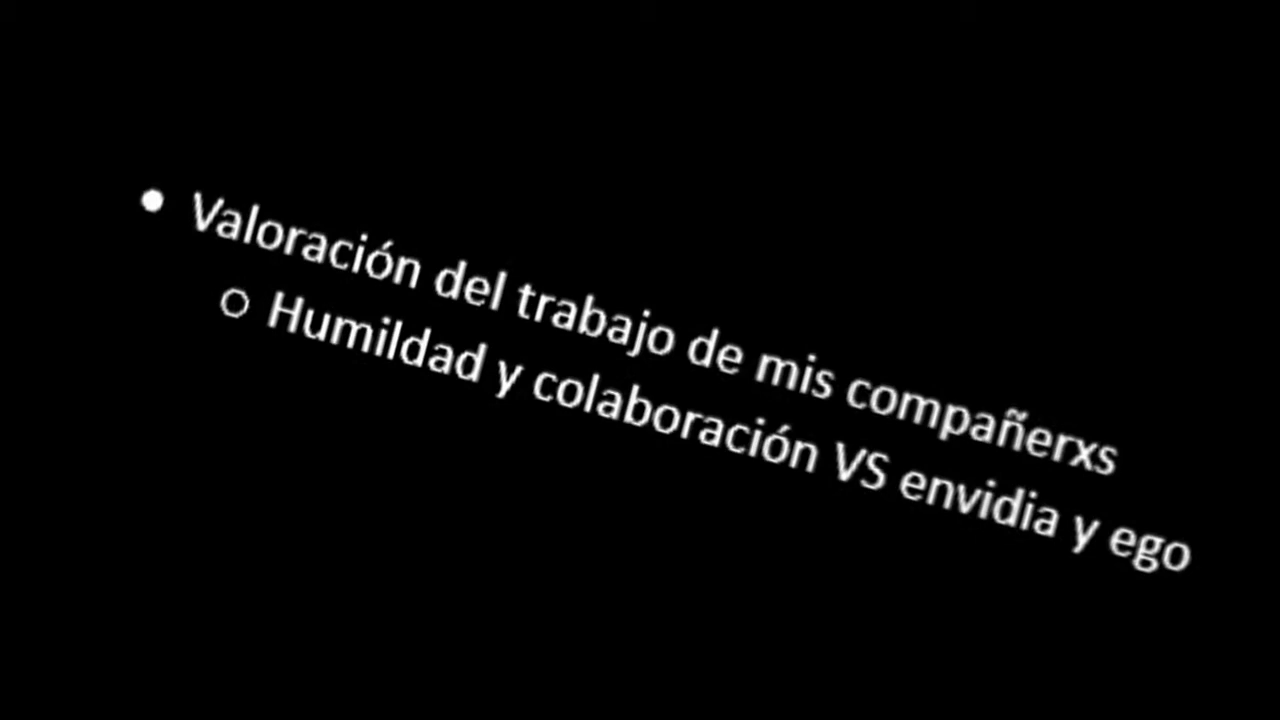 • Valoración del trabajo de mis compañerxs
o Humildad y colaboración VS envidia y ego